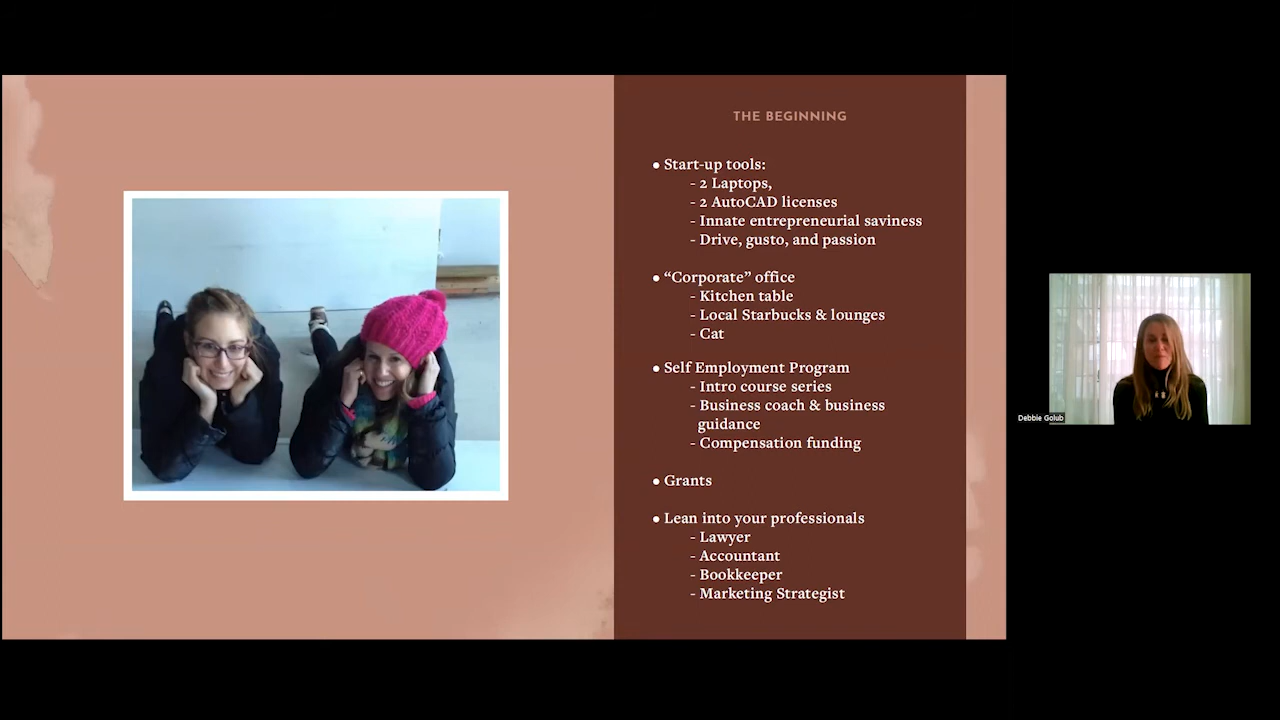 THE BEGINNING
• Start-up tools:
- 2 Laptops,
- 2 AutoCAD licenses
- Innate entrepreneurial saviness
- Drive, gusto, and passion
• “Corporate” office
- Kitchen table
- Local Starbucks & lounges
- Cat
• Self Employment Program
- Intro course series
- Business coach & business
guidance
- Compensation funding
• Grants
• Lean into your professionals
- Lawyer
- Accountant
- Bookkeeper
- Marketing Strategist
Debbie Golub